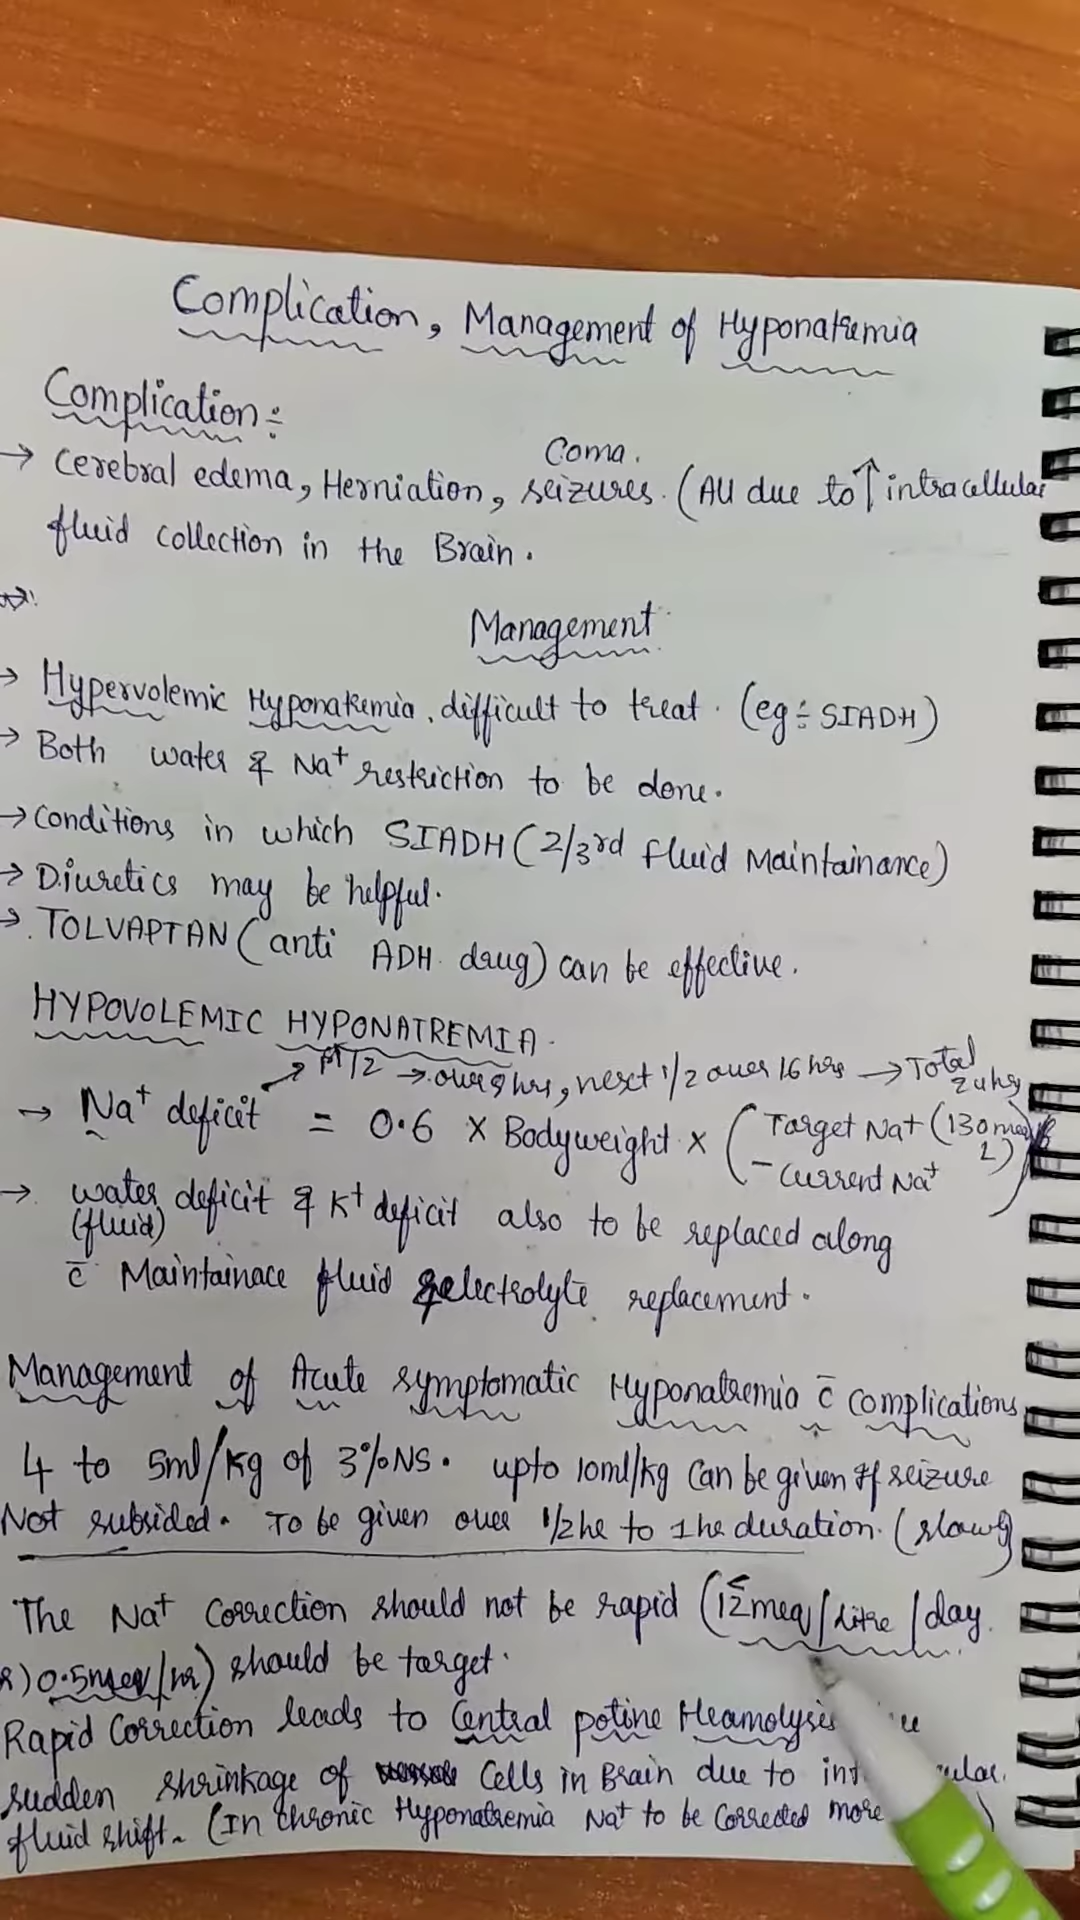 Complication, Management of Hyponatremia
Complication ÷
Coma.
→ Cerebral edema, Herniation, seizures. (All due to ↑ intracellular
fluid collection in the Brain.
Management
→ Hypervolemic Hyponatremia. difficult to treat. (eg ÷ SIADH)
→ Both water & Na+ restriction to be done.
→ Conditions in which SIADH (2/3rd fluid Maintainance)
→ Diuretics may be helpful.
→. TOLVAPTAN (anti ADH drug) can be effective.
HYPOVOLEMIC HYPONATREMIA.
→ over 8 hrs, next 1/2 over 16 hrs → Total 24 hrs
→ Na+ deficit = 0.6 X Bodyweight X (Target Na+ (130 meq/L)
- Current Na+)
→ water deficit & K+ deficit also to be replaced along
(fluid)
c̄ Maintainace fluid & electrolyte replacement.
Management of Acute symptomatic Hyponatremia c̄ complications
4 to 5ml/kg of 3%NS. upto 10ml/kg can be given if seizure
Not subsided. To be given over 1/2hr to 1hr duration. (slowly)
The Na+ correction should not be rapid (≤12meq/Litre/day
0.5meq/hr) should be target.
Rapid Correction leads to Central potine Heamolysis
sudden shrinkage of cells in Brain due to
fluid shift. (In chronic Hyponatremia Na+ to be corrected more